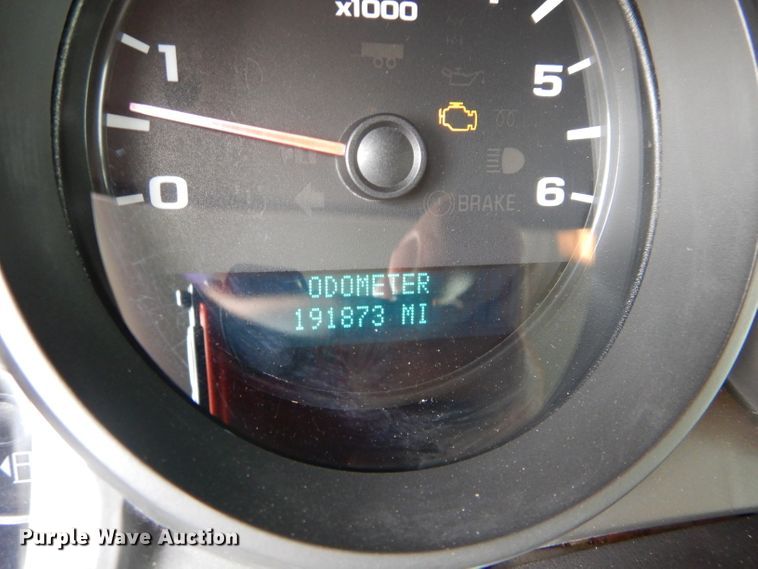 x1000
1
5
0
6
BRAKE
ODOMETER
191873 MI
Purple Wave Auction